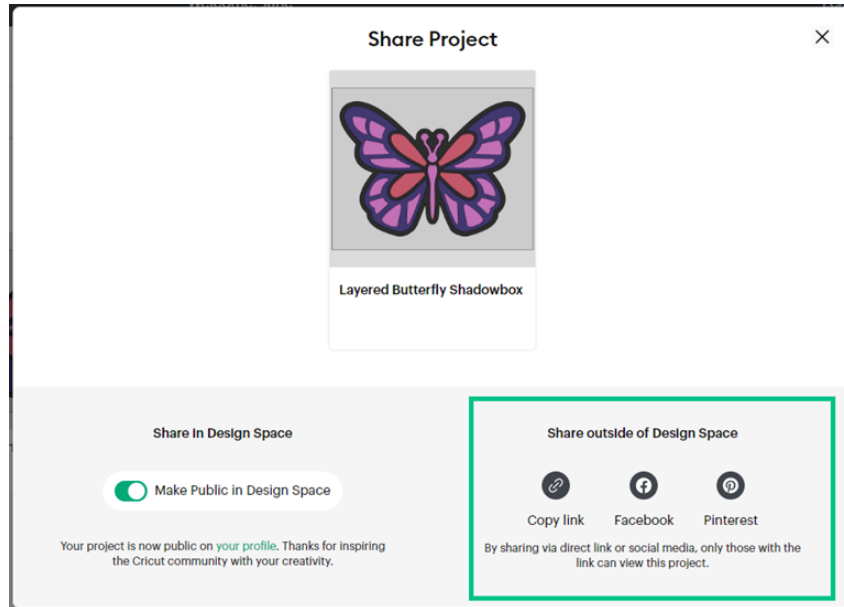 Share Project
Layered Butterfly Shadowbox
Share In Design Space
Make Public in Design Space
Your project is now public on your profile. Thanks for inspiring
the Cricut community with your creativity.
Share outside of Design Space
Copy link
Facebook
Pinterest
By sharing via direct link or social media, only those with the
link can view this project.